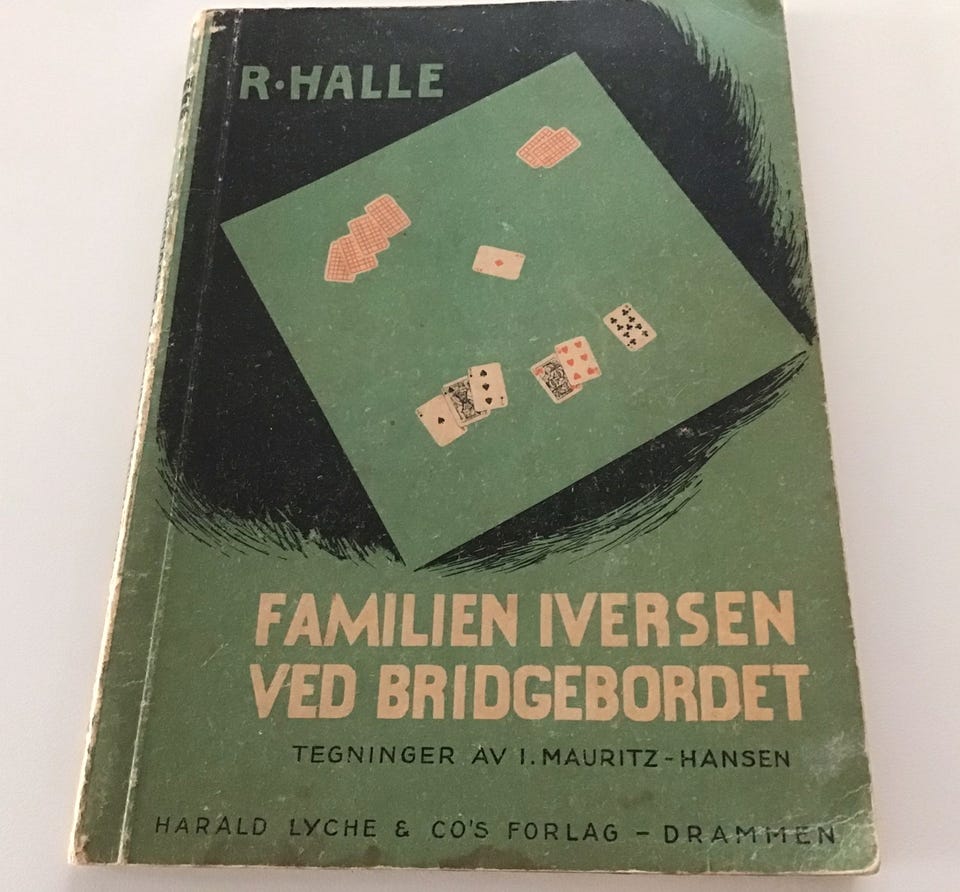 R·HALLE
FAMILIEN IVERSEN
VED BRIDGEBORDET
TEGNINGER AV I. MAURITZ-HANSEN
HARALD LYCHE & CO'S FORLAG – DRAMMEN